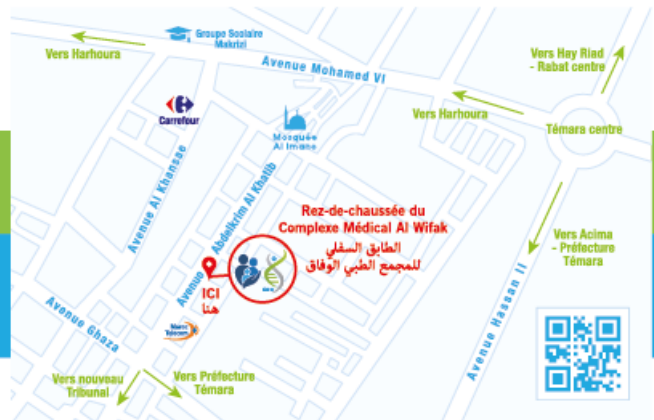 Groupe Scolaire
Makrizi
Vers Harhoura
Avenue Mohamed VI
Vers Hay Riad
- Rabat centre
Carrefour
Vers Harhoura
Témara centre
Mosquée
Al Imane
Avenue Al Khansae
Avenue Abdelkrim Al Khatib
Rez-de-chaussée du
Complexe Médical Al Wifak
الطابق السفلي
للمجمع الطبي الوفاق
Vers Acima
- Préfecture
Témara
ICI
هنا
Avenue Hassan II
Avenue Ghaza
Maroc
Telecom
Vers nouveau
Tribunal
Vers Préfecture
Témara